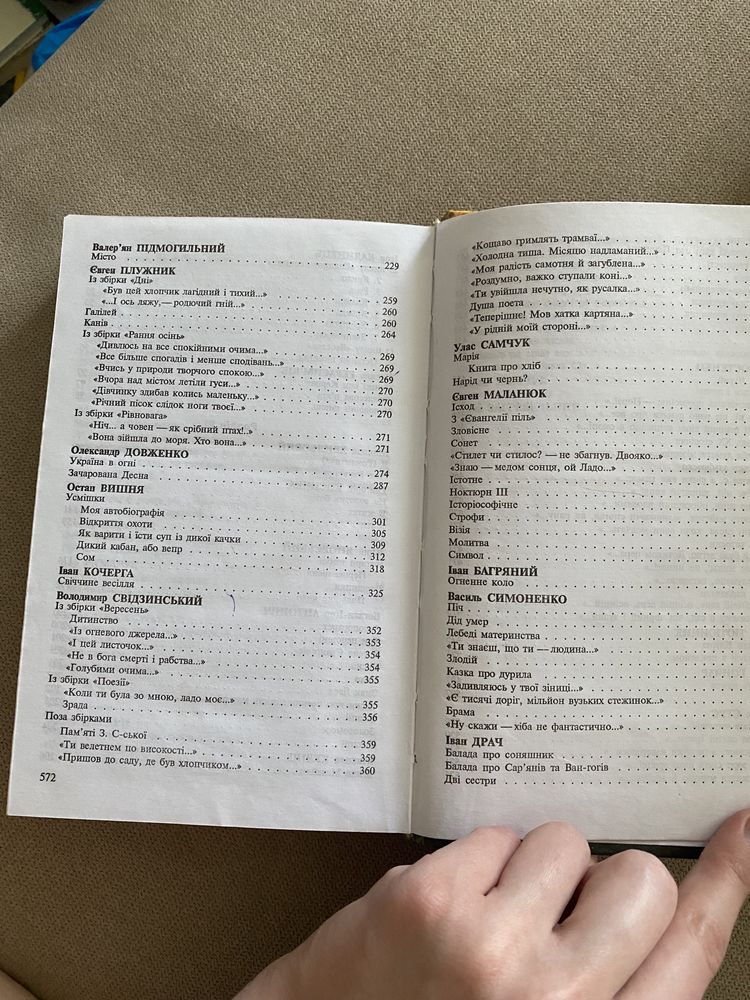 Валер'ян ПІДМОГИЛЬНИЙ
Місто . . . . . . . . . . . . . . . . . . . . 229
Євген ПЛУЖНИК
Із збірки «Дні»
«Був цей хлопчик лагідний і тихий...»
«...І ось ляжу,— родючий гній...» . . . . . . . . . . 259
Галілей . . . . . . . . . . . . . . . . . . . . 260
Канів . . . . . . . . . . . . . . . . . . . . 260
Із збірки «Рання осінь» . . . . . . . . . . 264
«Дивлюсь на все спокійними очима...»
«Все більше спогадів і менше сподівань...» . . . . . 269
«Вчись у природи творчого спокою...» . . . . . 269
«Вчора над містом летіли гуси...» . . . . . 269
«Дівчинку здибав колись маленьку...» . . . . . 270
«Річний пісок слідок ноги твоєї...» . . . . . 270
Із збірки «Рівновага» . . . . . 270
«Ніч... а човен — як срібний птах!..»
«Вона зійшла до моря. Хто вона...» . . . . . 271
271
Олександр ДОВЖЕНКО
Україна в огні . . . . . . . . . .
Зачарована Десна . . . . . . . . . . 274
287
Остап ВИШНЯ
Усмішки
Моя автобіографія
Відкриття охоти . . . . . . . . . . 301
Як варити і їсти суп із дикої качки . . . . . 305
Дикий кабан, або вепр . . . . . . . . . . 309
Сом . . . . . . . . . . 312
318
Іван КОЧЕРГА
Свіччине весілля . . . . . . . . . . 325
Володимир СВІДЗИНСЬКИЙ
Із збірки «Вересень»
Дитинство . . . . . . . . . . 352
«Із огневого джерела...» . . . . . . . . . . 353
«І цей листочок...» . . . . . . . . . . 354
«Не в бога смерті і рабства...» . . . . . 354
«Голубими очима...» . . . . . . . . . . 355
Із збірки «Поезії»
«Коли ти була зо мною, ладо моє...» . . . . . 355
Зрада . . . . . . . . . . 356
Поза збірками
Пам'яті З. С-ської . . . . . . . . . . 359
«Ти велетнем по високості...» . . . . . 359
«Пришов до саду, де був хлопчиком...» . . . . . 360
572
«Кощаво гримлять трамваї...» . . . . .
«Холодна тиша. Місяцю надламаний...» . . . . .
«Моя радість самотня й загублена...» . . . . .
«Роздумно, важко ступали коні...» . . . . .
«Ти увійшла нечутно, як русалка...» . . . . .
Душа поета . . . . . . . . . .
«Теперішнє! Мов хатка картяна...» . . . . .
«У рідній моїй стороні...» . . . . .
Улас САМЧУК
Марія
Книга про хліб . . . . . . . . . .
Нарід чи чернь? . . . . . . . . . .
Євген МАЛАНЮК
Ісход . . . . . . . . . .
З «Євангелії піль» . . . . . . . . . .
Зловісне . . . . . . . . . .
Сонет . . . . . . . . . .
«Стилет чи стилос? — не збагнув. Двояко...» . . . . .
«Знаю — медом сонця, ой Ладо...» . . . . .
Істотне . . . . . . . . . .
Ноктюрн III . . . . . . . . . .
Історіософічне . . . . . . . . . .
Строфи . . . . . . . . . .
Візія . . . . . . . . . .
Молитва . . . . . . . . . .
Символ . . . . . . . . . .
Іван БАГРЯНИЙ
Огненне коло . . . . . . . . . .
Василь СИМОНЕНКО
Піч . . . . . . . . . .
Дід умер . . . . . . . . . .
Лебеді материнства . . . . . . . . . .
«Ти знаєш, що ти — людина...» . . . . .
Злодій . . . . . . . . . .
Казка про дурила . . . . . . . . . .
«Задивляюсь у твої зіниці...» . . . . .
«Є тисячі доріг, мільйон вузьких стежинок...» . . . . .
Брама . . . . . . . . . .
«Ну скажи — хіба не фантастично...» . . . . .
Іван ДРАЧ
Балада про соняшник . . . . . . . . . .
Балада про Сар'янів та Ван-гогів . . . . .
Дві сестри . . . . . . . . . .